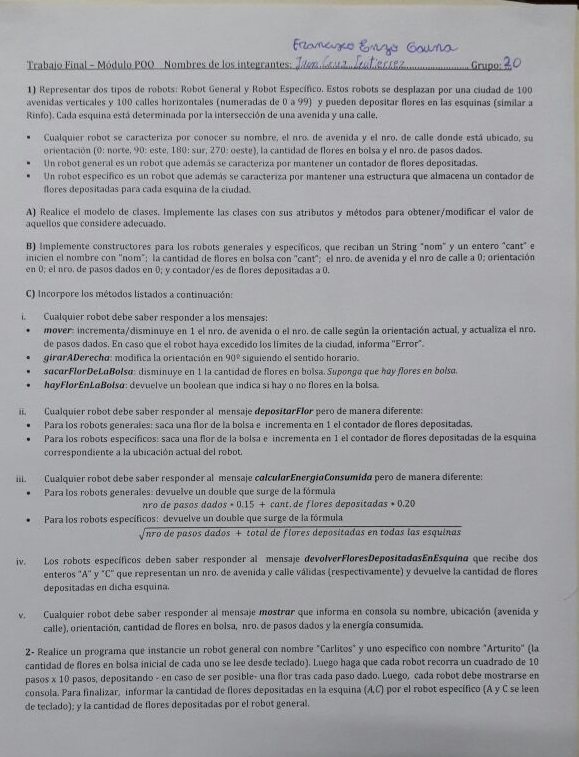 Francisco Enzo Gauna
Trabajo Final – Módulo POO Nombres de los integrantes: Juan Cruz Gutierrez Grupo: 20
1) Representar dos tipos de robots: Robot General y Robot Específico. Estos robots se desplazan por una ciudad de 100
avenidas verticales y 100 calles horizontales (numeradas de 0 a 99) y pueden depositar flores en las esquinas (similar a
Rinfo). Cada esquina está determinada por la intersección de una avenida y una calle.
• Cualquier robot se caracteriza por conocer su nombre, el nro. de avenida y el nro. de calle donde está ubicado, su
orientación (0: norte, 90: este, 180: sur, 270: oeste), la cantidad de flores en bolsa y el nro. de pasos dados.
• Un robot general es un robot que además se caracteriza por mantener un contador de flores depositadas.
• Un robot específico es un robot que además se caracteriza por mantener una estructura que almacena un contador de
flores depositadas para cada esquina de la ciudad.
A) Realice el modelo de clases. Implemente las clases con sus atributos y métodos para obtener/modificar el valor de
aquellos que considere adecuado.
B) Implemente constructores para los robots generales y específicos, que reciban un String "nom" y un entero "cant" e
inicien el nombre con "nom"; la cantidad de flores en bolsa con "cant"; el nro. de avenida y el nro de calle a 0; orientación
en 0; el nro. de pasos dados en 0; y contador/es de flores depositadas a 0.
C) Incorpore los métodos listados a continuación:
i. Cualquier robot debe saber responder a los mensajes:
• mover: incrementa/disminuye en 1 el nro. de avenida o el nro. de calle según la orientación actual, y actualiza el nro.
de pasos dados. En caso que el robot haya excedido los límites de la ciudad, informa "Error".
• girarADerecha: modifica la orientación en 90º siguiendo el sentido horario.
• sacarFlorDeLaBolsa: disminuye en 1 la cantidad de flores en bolsa. Suponga que hay flores en bolsa.
• hayFlorEnLaBolsa: devuelve un boolean que indica si hay o no flores en la bolsa.
ii. Cualquier robot debe saber responder al mensaje depositarFlor pero de manera diferente:
• Para los robots generales: saca una flor de la bolsa e incrementa en 1 el contador de flores depositadas.
• Para los robots específicos: saca una flor de la bolsa e incrementa en 1 el contador de flores depositadas de la esquina
correspondiente a la ubicación actual del robot.
iii. Cualquier robot debe saber responder al mensaje calcularEnergiaConsumida pero de manera diferente:
• Para los robots generales: devuelve un double que surge de la fórmula
nro de pasos dados * 0.15 + cant. de flores depositadas * 0.20
• Para los robots específicos: devuelve un double que surge de la fórmula
√nro de pasos dados + total de flores depositadas en todas las esquinas
iv. Los robots específicos deben saber responder al mensaje devolverFloresDepositadasEnEsquina que recibe dos
enteros "A" y "C" que representan un nro. de avenida y calle válidas (respectivamente) y devuelve la cantidad de flores
depositadas en dicha esquina.
v. Cualquier robot debe saber responder al mensaje mostrar que informa en consola su nombre, ubicación (avenida y
calle), orientación, cantidad de flores en bolsa, nro. de pasos dados y la energía consumida.
2- Realice un programa que instancie un robot general con nombre "Carlitos" y uno específico con nombre "Arturito" (la
cantidad de flores en bolsa inicial de cada uno se lee desde teclado). Luego haga que cada robot recorra un cuadrado de 10
pasos x 10 pasos, depositando - en caso de ser posible- una flor tras cada paso dado. Luego, cada robot debe mostrarse en
consola. Para finalizar, informar la cantidad de flores depositadas en la esquina (A,C) por el robot específico (A y C se leen
de teclado); y la cantidad de flores depositadas por el robot general.